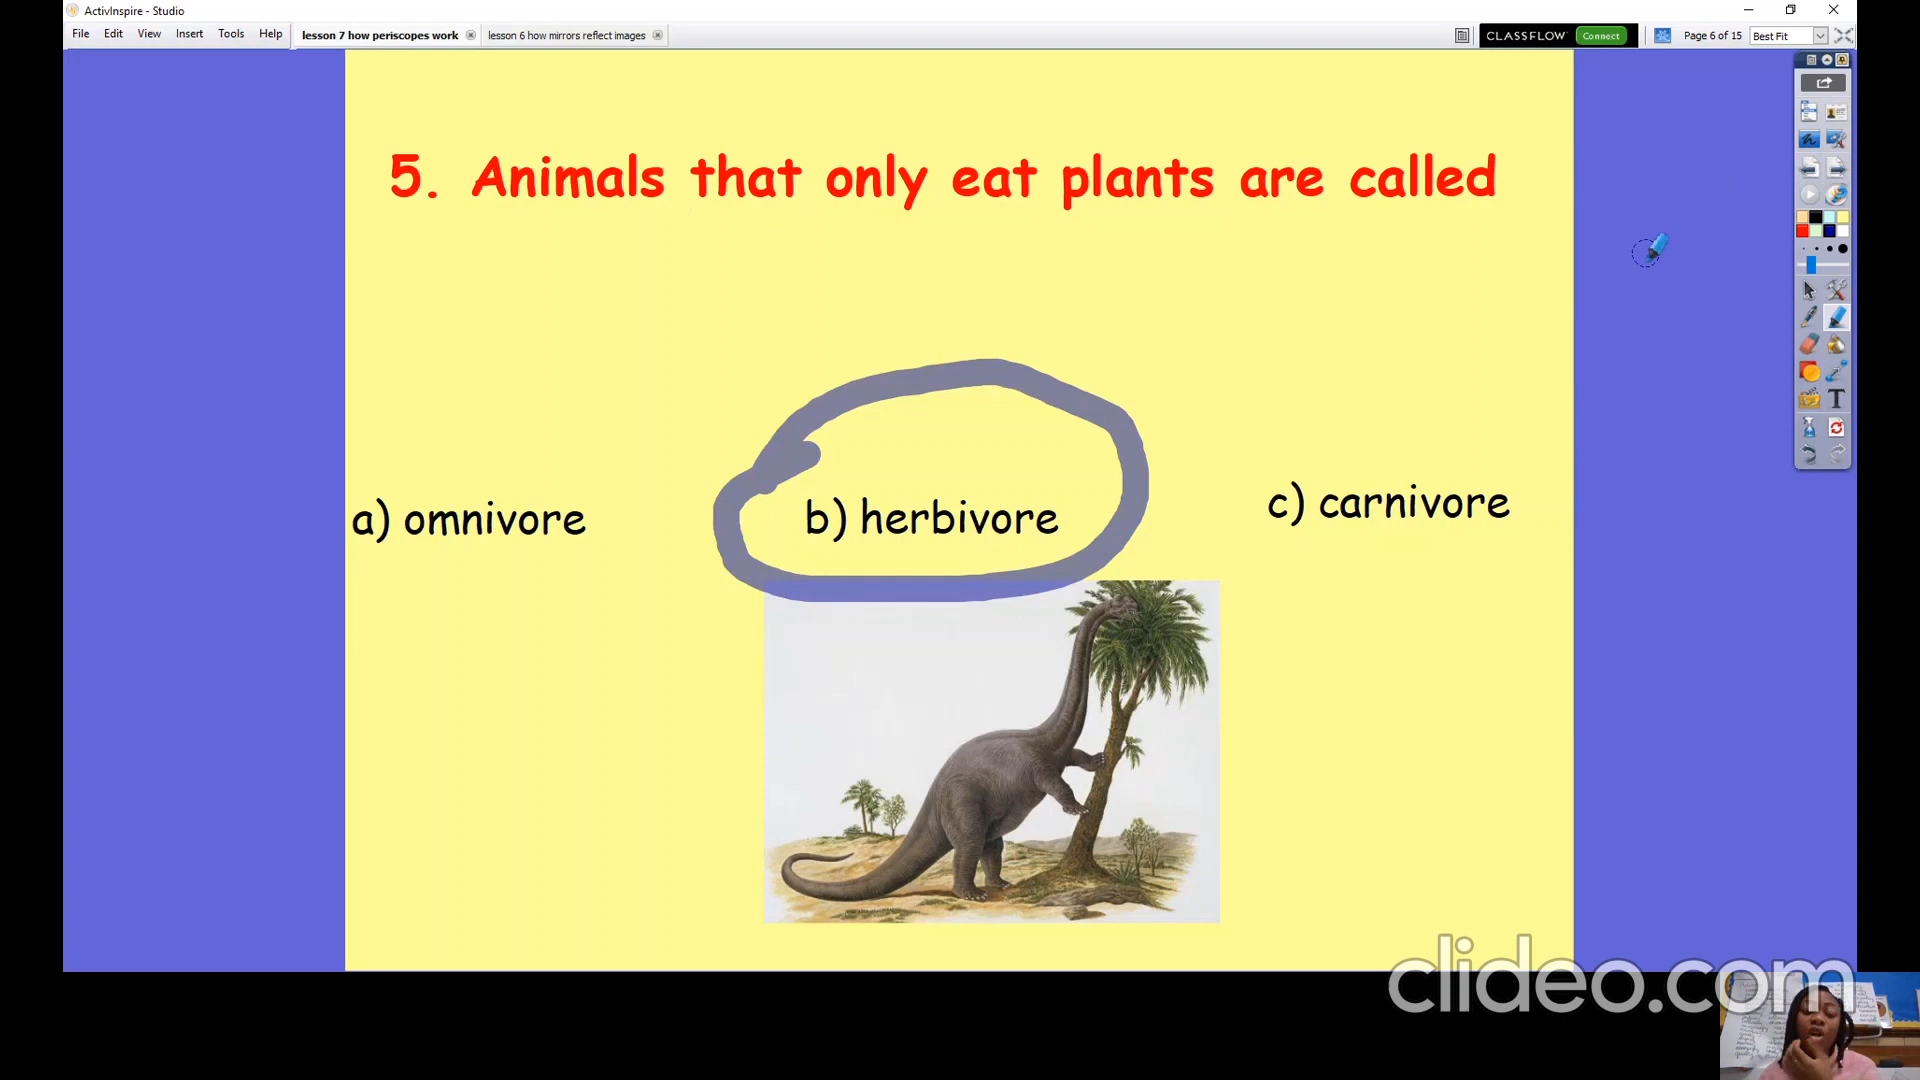 ActivInspire - Studio
File Edit View Insert Tools Help
lesson 7 how periscopes work
lesson 6 how mirrors reflect images
CLASSFLOW Connect
Page 6 of 15
Best Fit
5. Animals that only eat plants are called
a) omnivore
b) herbivore
c) carnivore
T
clideo.com